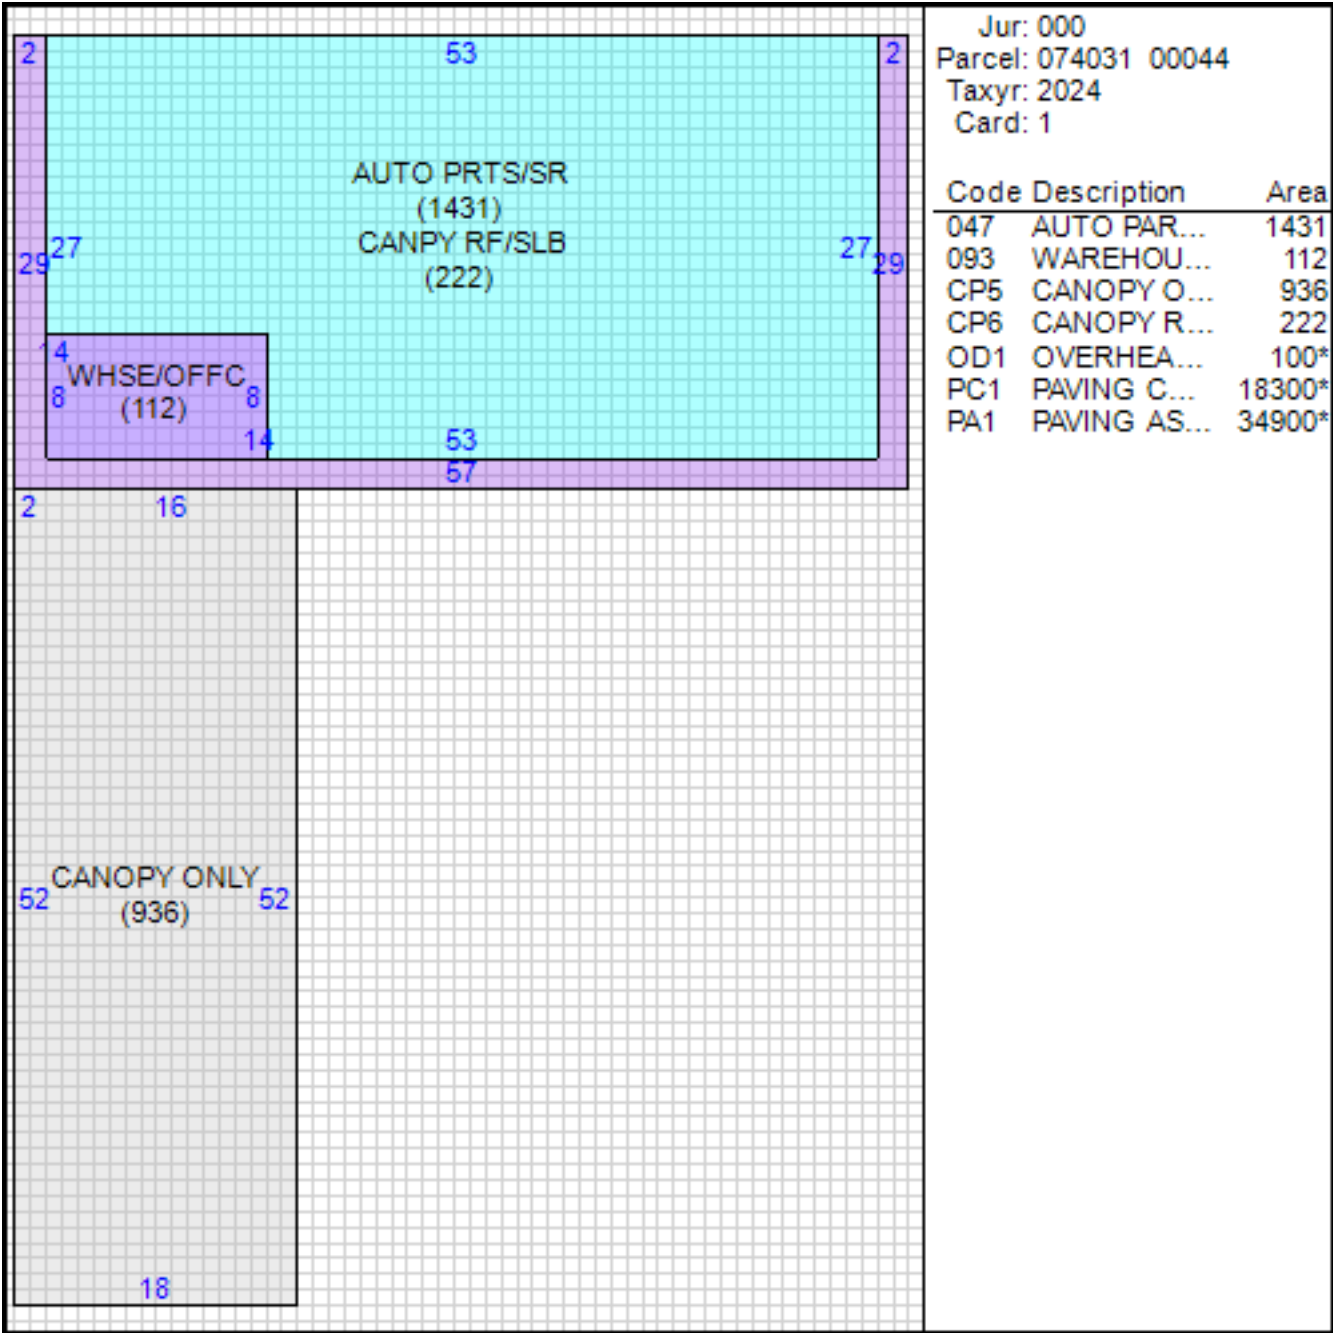 2 53 2
AUTO PRTS/SR
(1431)
CANPY RF/SLB
(222)
29 27 27 29
14
WHSE/OFFC
8 (112) 8
14 53
57
2 16
CANOPY ONLY
52 (936) 52
18
Jur: 000
Parcel: 074031 00044
Taxyr: 2024
Card: 1
Code Description Area
047 AUTO PAR... 1431
093 WAREHOU... 112
CP5 CANOPY O... 936
CP6 CANOPY R... 222
OD1 OVERHEA... 100*
PC1 PAVING C... 18300*
PA1 PAVING AS... 34900*